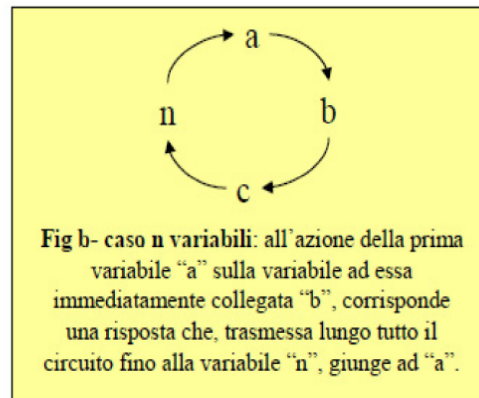 a
n
b
c
Fig b- caso n variabili: all’azione della prima
variabile “a” sulla variabile ad essa
immediatamente collegata “b”, corrisponde
una risposta che, trasmessa lungo tutto il
circuito fino alla variabile “n”, giunge ad “a”.